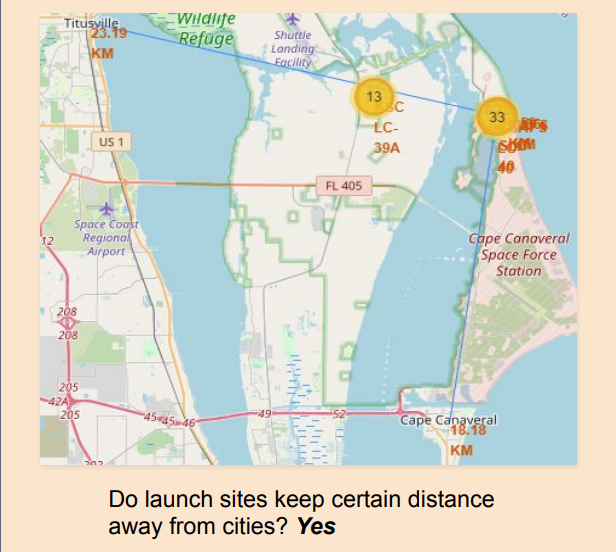 Titusville
23.19
KM
Wildlife
Refuge
Shuttle
Landing
Facility
13
LC-
39A
33
40
US 1
FL 405
Space Coast
Regional
Airport
12
Cape Canaveral
Space Force
Station
208
208
205
42A
205
45
45
46
49
52
Cape Canaveral
18.18
KM
Do launch sites keep certain distance
away from cities? Yes